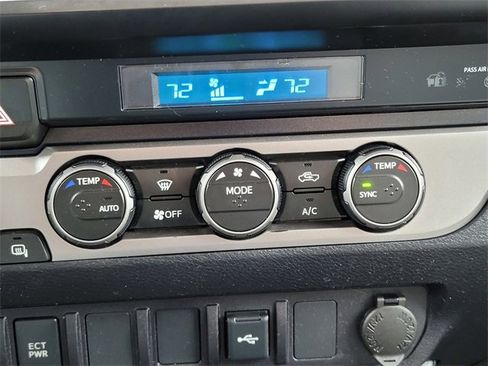 PASS AIR
72 72
TEMP
AUTO
OFF
MODE
A/C
TEMP
SYNC
ECT
PWR